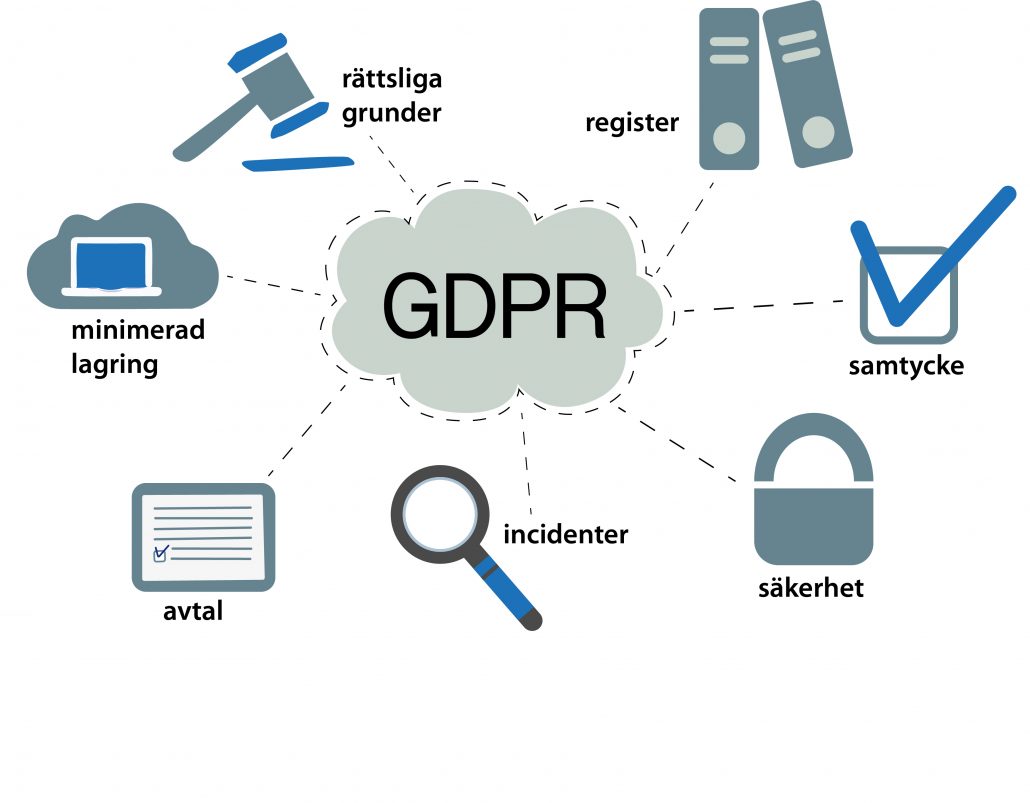 rättsliga
grunder
register
GDPR
minimerad
lagring
samtycke
incidenter
säkerhet
avtal